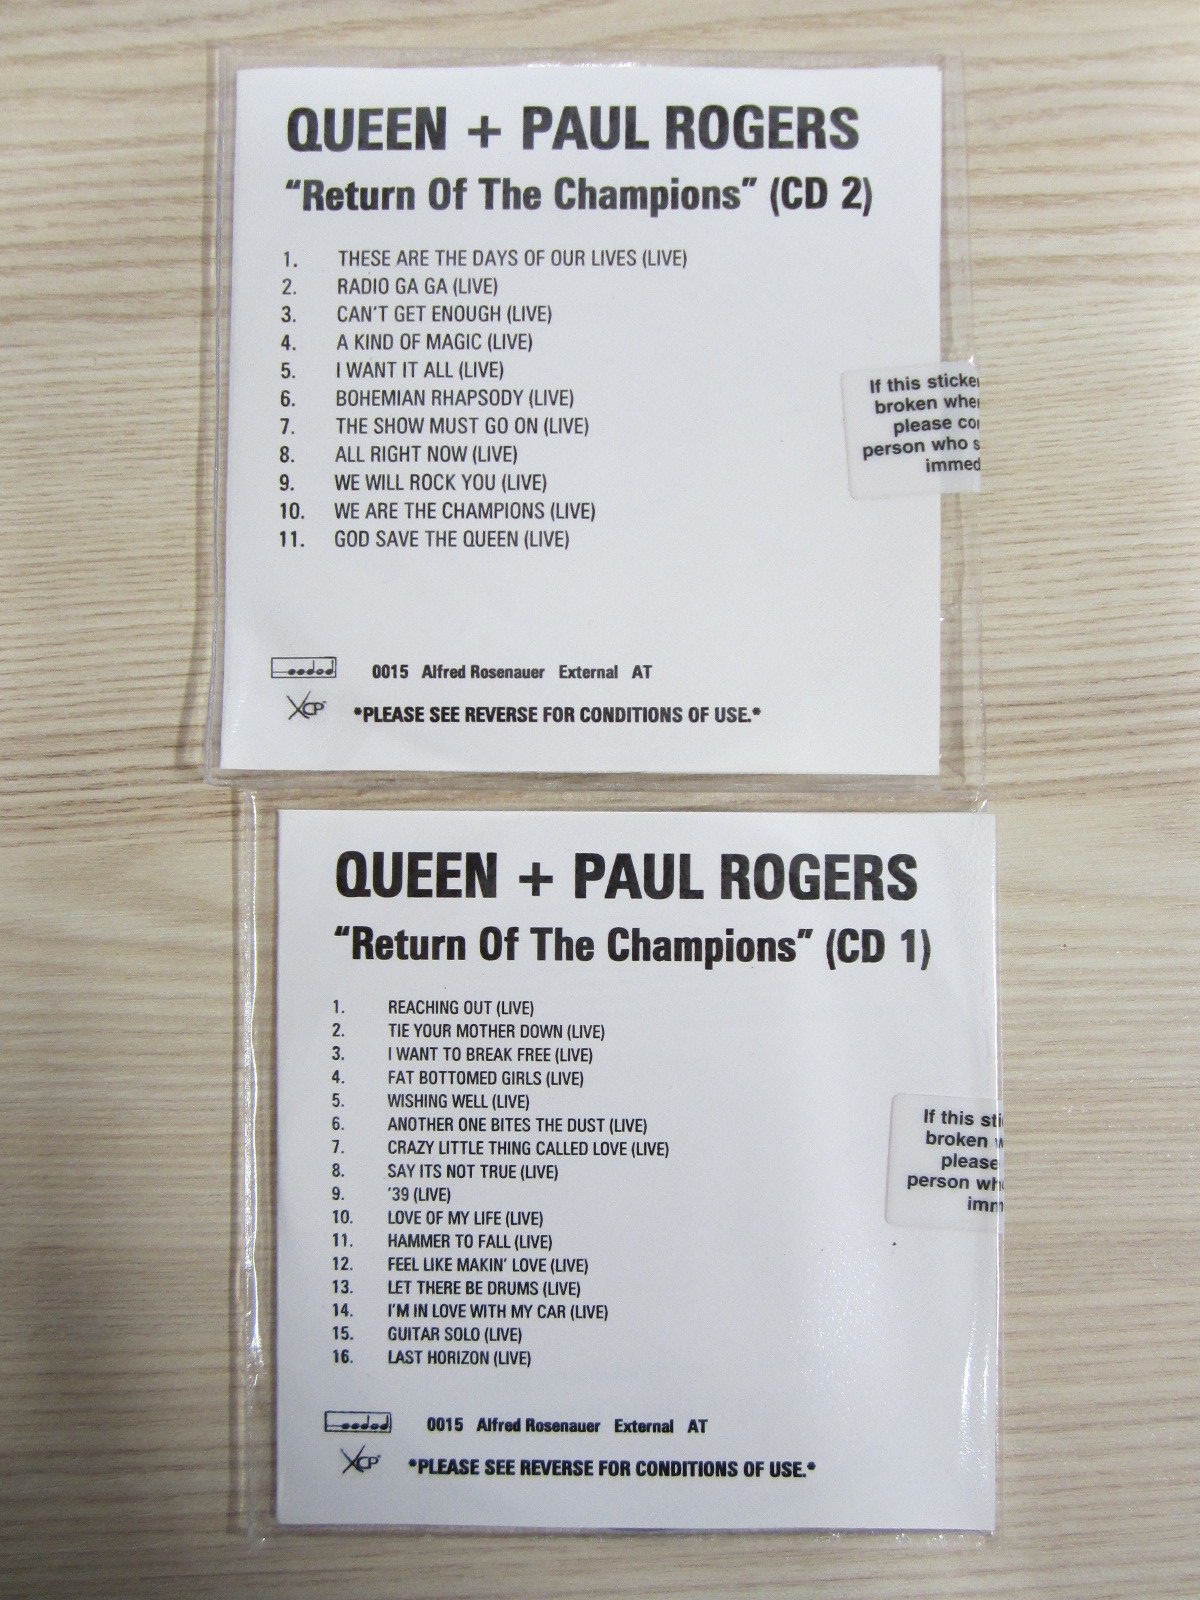 QUEEN + PAUL ROGERS
“Return Of The Champions” (CD 2)
1. THESE ARE THE DAYS OF OUR LIVES (LIVE)
2. RADIO GA GA (LIVE)
3. CAN'T GET ENOUGH (LIVE)
4. A KIND OF MAGIC (LIVE)
5. I WANT IT ALL (LIVE)
6. BOHEMIAN RHAPSODY (LIVE)
7. THE SHOW MUST GO ON (LIVE)
8. ALL RIGHT NOW (LIVE)
9. WE WILL ROCK YOU (LIVE)
10. WE ARE THE CHAMPIONS (LIVE)
11. GOD SAVE THE QUEEN (LIVE)
If this
broken
please
person who
0015 Alfred Rosenauer External AT
XCP
*PLEASE SEE REVERSE FOR CONDITIONS OF USE.*
QUEEN + PAUL ROGERS
“Return Of The Champions” (CD 1)
1. REACHING OUT (LIVE)
2. TIE YOUR MOTHER DOWN (LIVE)
3. I WANT TO BREAK FREE (LIVE)
4. FAT BOTTOMED GIRLS (LIVE)
5. WISHING WELL (LIVE)
6. ANOTHER ONE BITES THE DUST (LIVE)
7. CRAZY LITTLE THING CALLED LOVE (LIVE)
8. SAY ITS NOT TRUE (LIVE)
9. '39 (LIVE)
10. LOVE OF MY LIFE (LIVE)
11. HAMMER TO FALL (LIVE)
12. FEEL LIKE MAKIN' LOVE (LIVE)
13. LET THERE BE DRUMS (LIVE)
14. I'M IN LOVE WITH MY CAR (LIVE)
15. GUITAR SOLO (LIVE)
16. LAST HORIZON (LIVE)
If this
broken
please
person
0015 Alfred Rosenauer External AT
XCP
*PLEASE SEE REVERSE FOR CONDITIONS OF USE.*